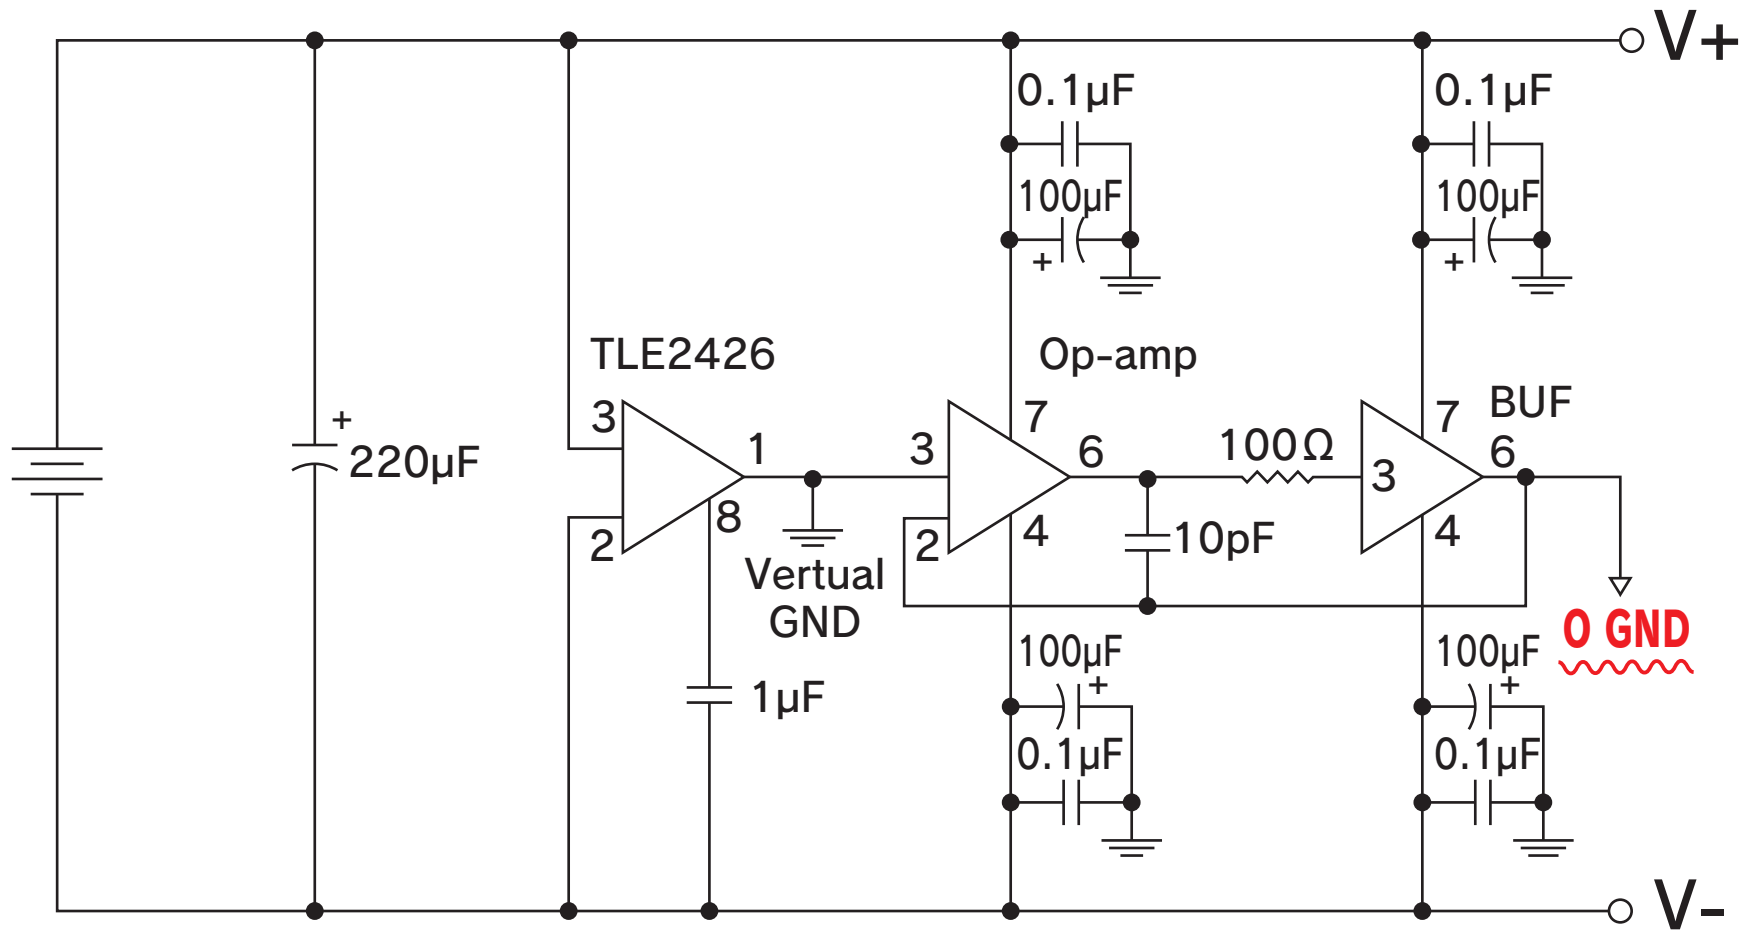 V+
0.1µF
0.1µF
100µF
100µF
+
+
TLE2426
Op-amp
BUF
+
220µF
3
1
2
8
3
7
6
2
4
100Ω
3
7
6
4
10pF
Vertual
GND
O GND
1µF
100µF
+
0.1µF
100µF
+
0.1µF
V-